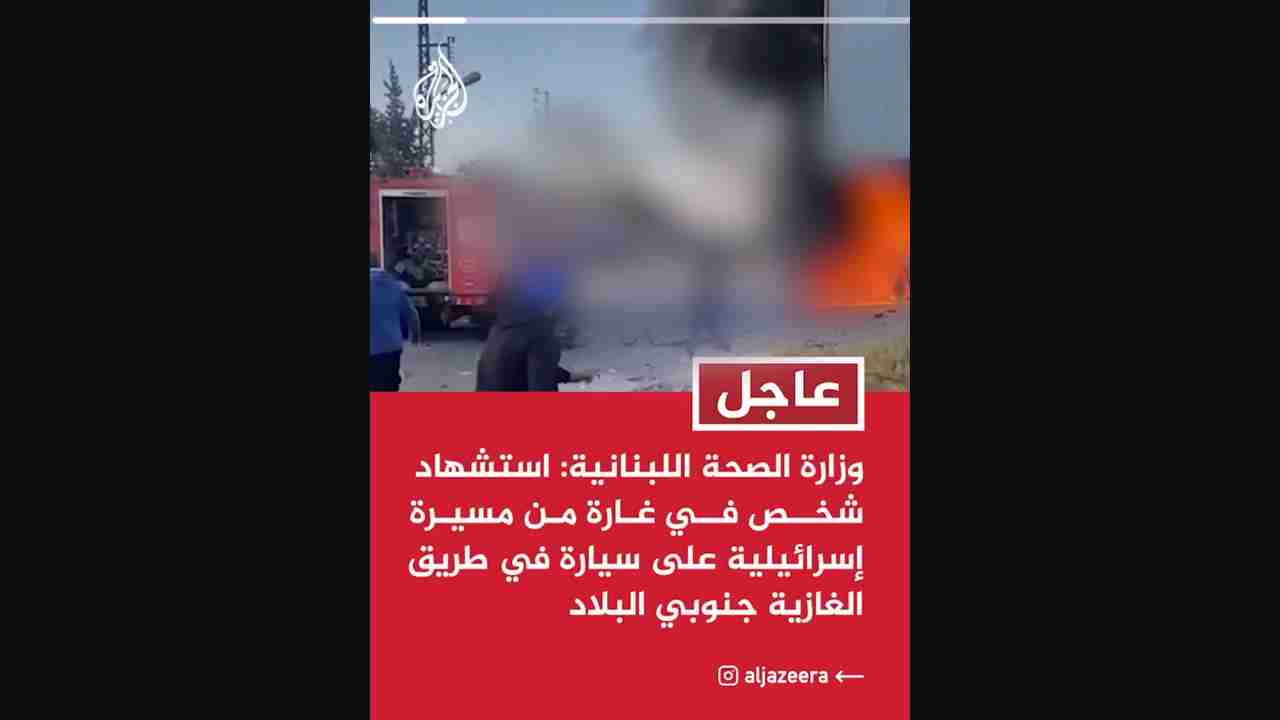 الجزيرة
عاجل
وزارة الصحة اللبنانية: استشهاد
شخص في غارة من مسيرة
إسرائيلية على سيارة في طريق
الغازية جنوبي البلاد
aljazeera